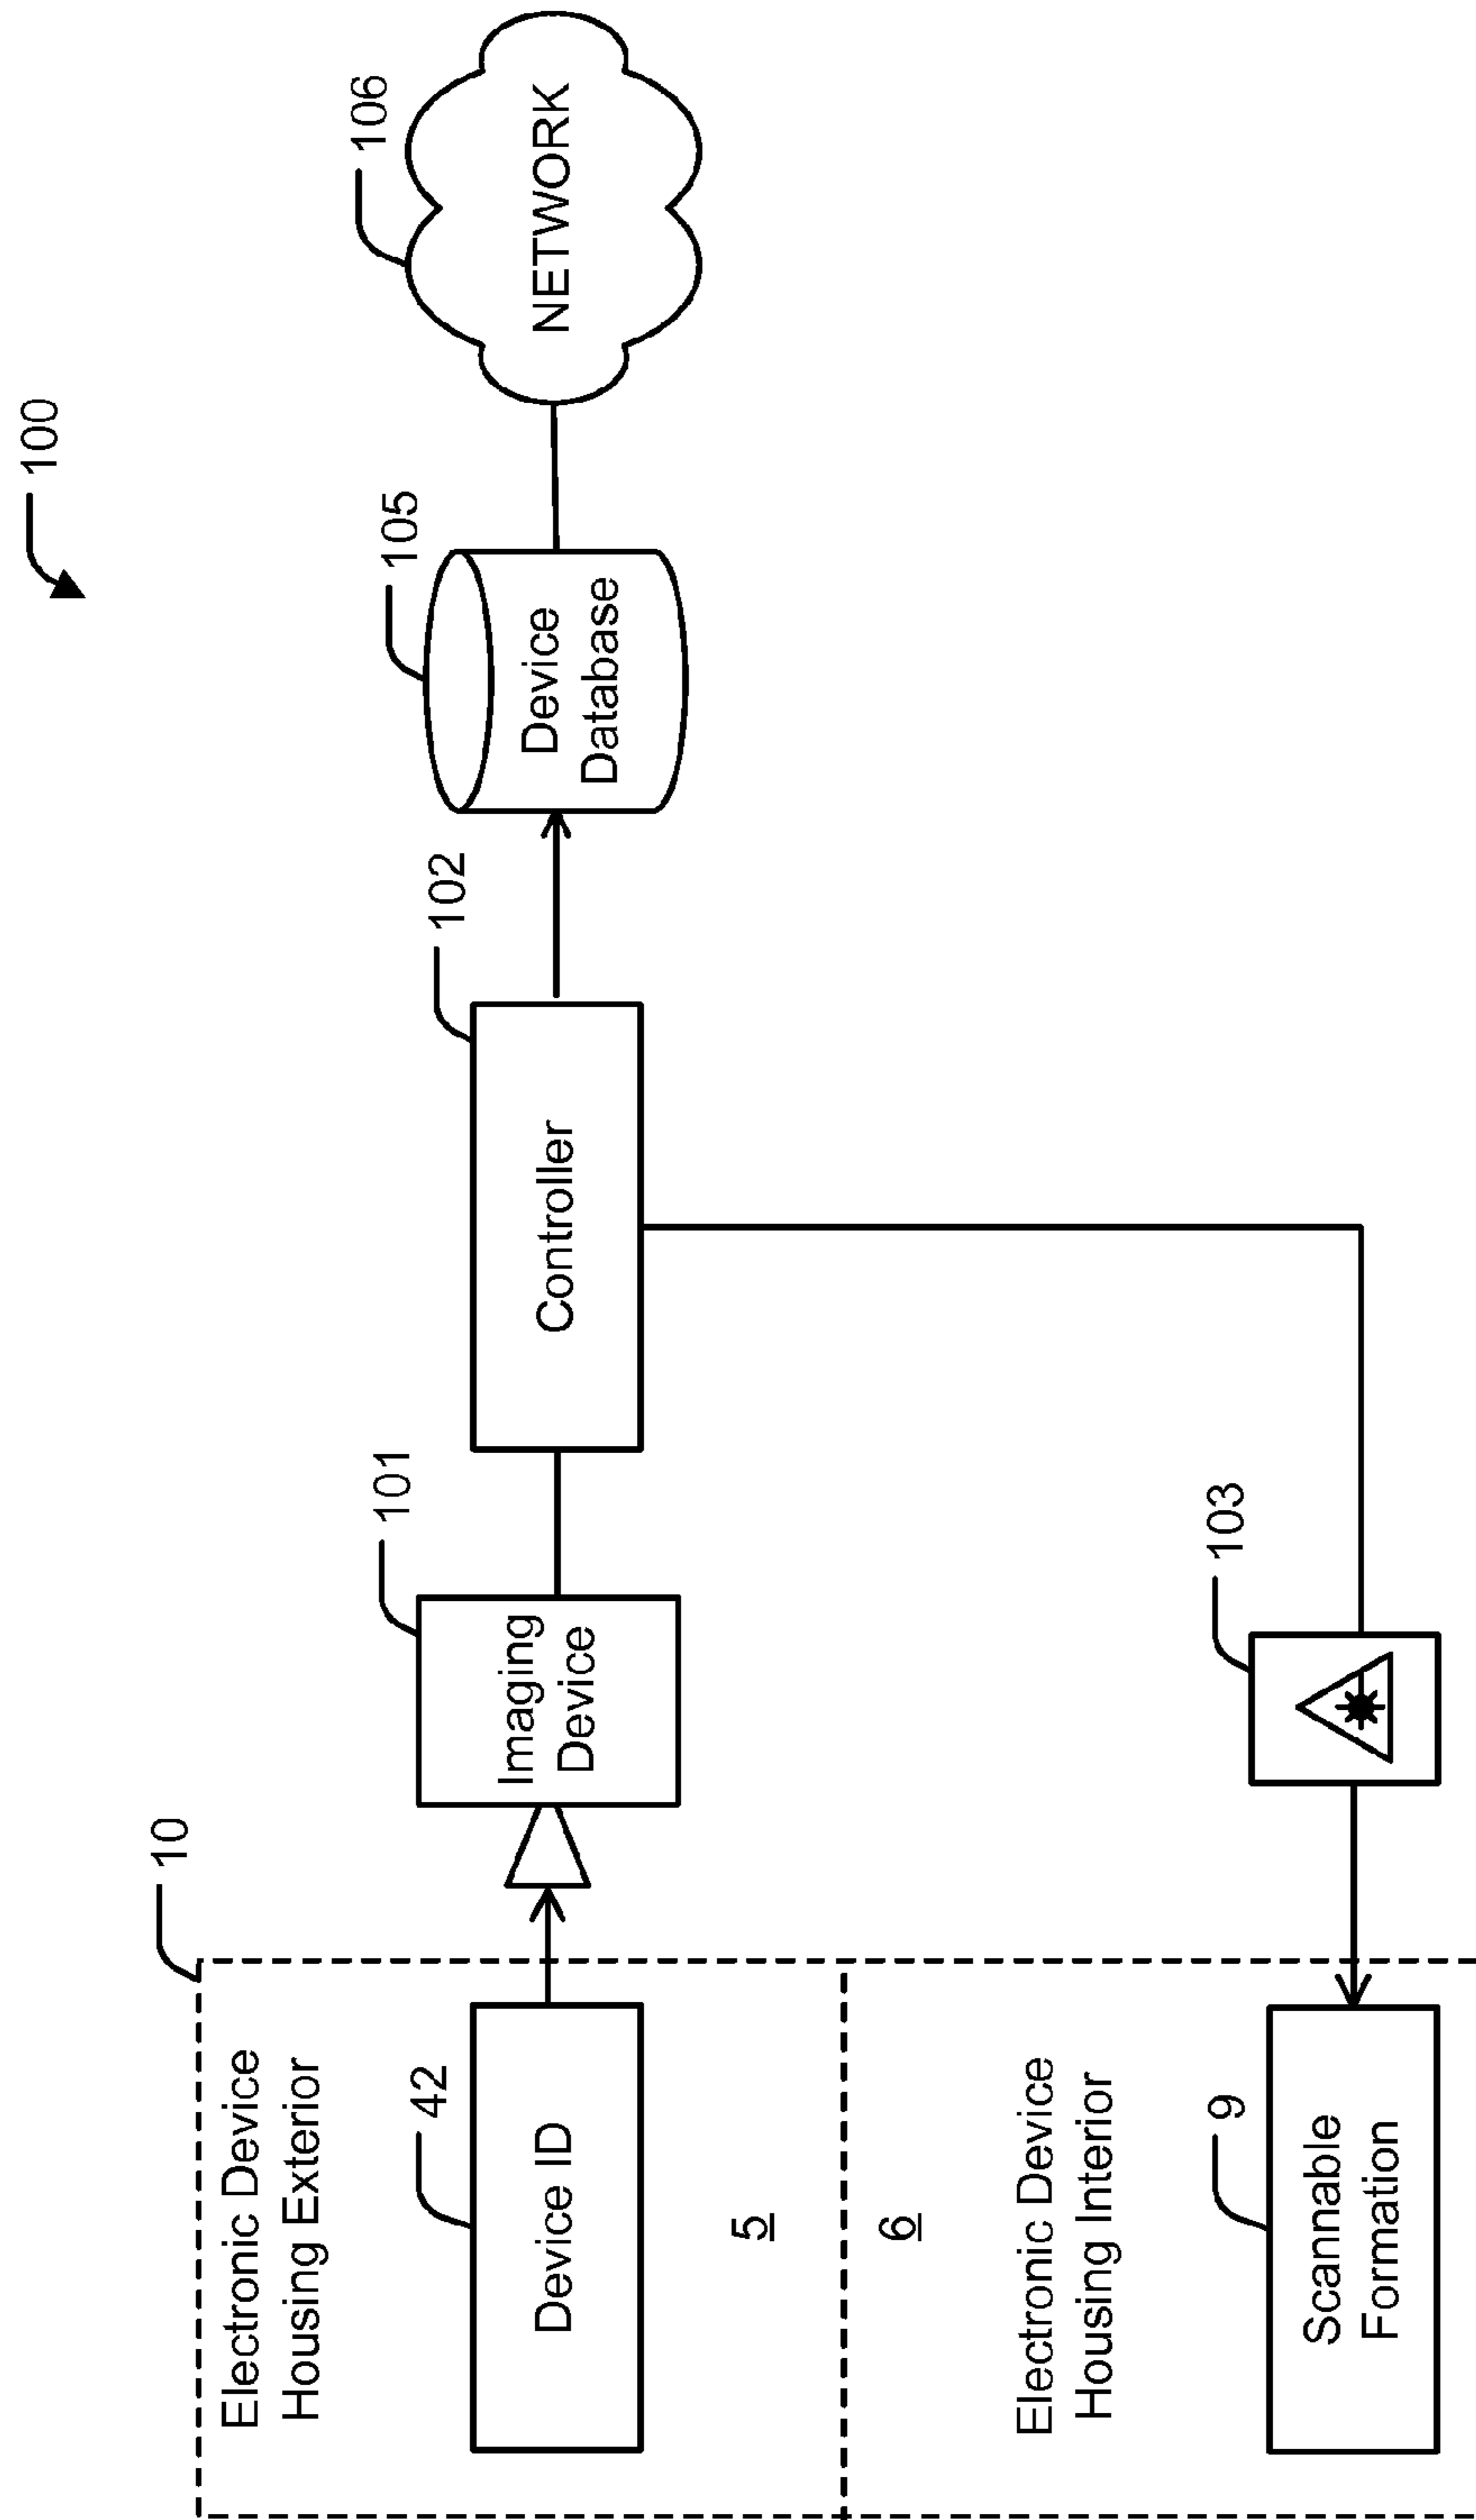 100
10
Electronic Device
Housing Exterior
42
Device ID
5
101
Imaging
Device
102
Controller
105
Device
Database
106
NETWORK
6
Electronic Device
Housing Interior
9
Scannable
Formation
103